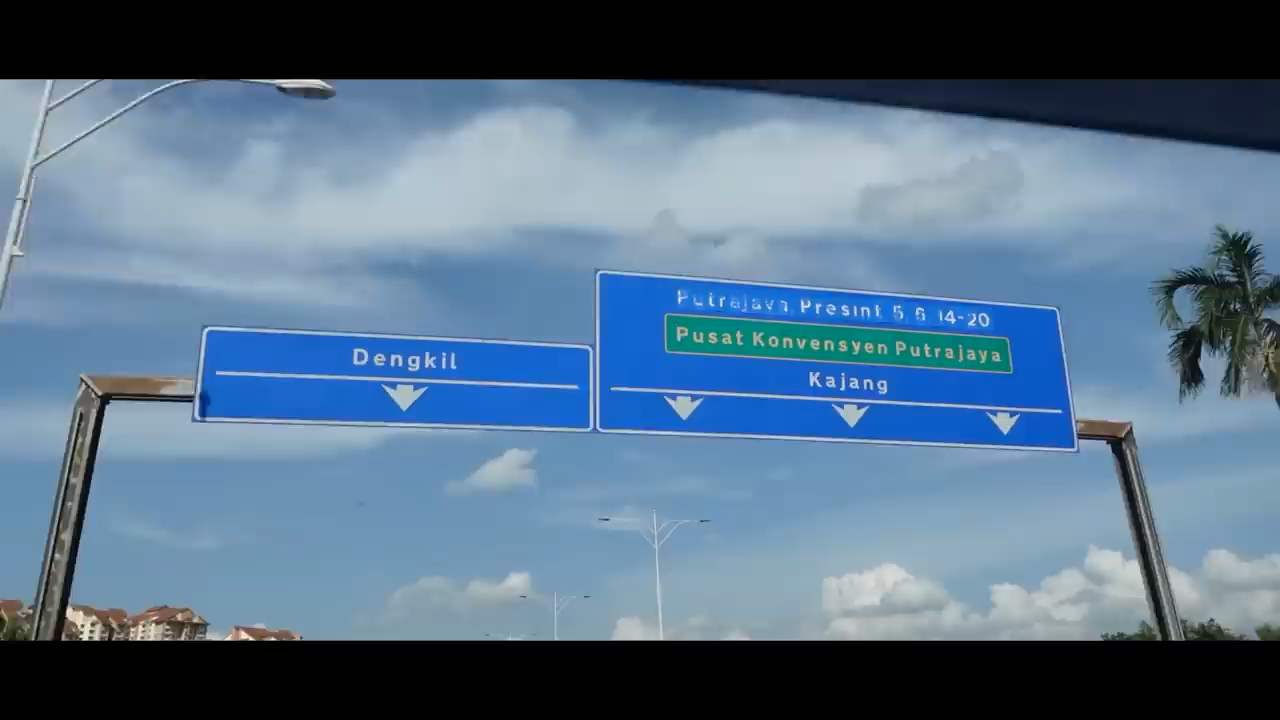 Dengkil
Putrajaya Presint 5, 6, 14-20
Pusat Konvensyen Putrajaya
Kajang